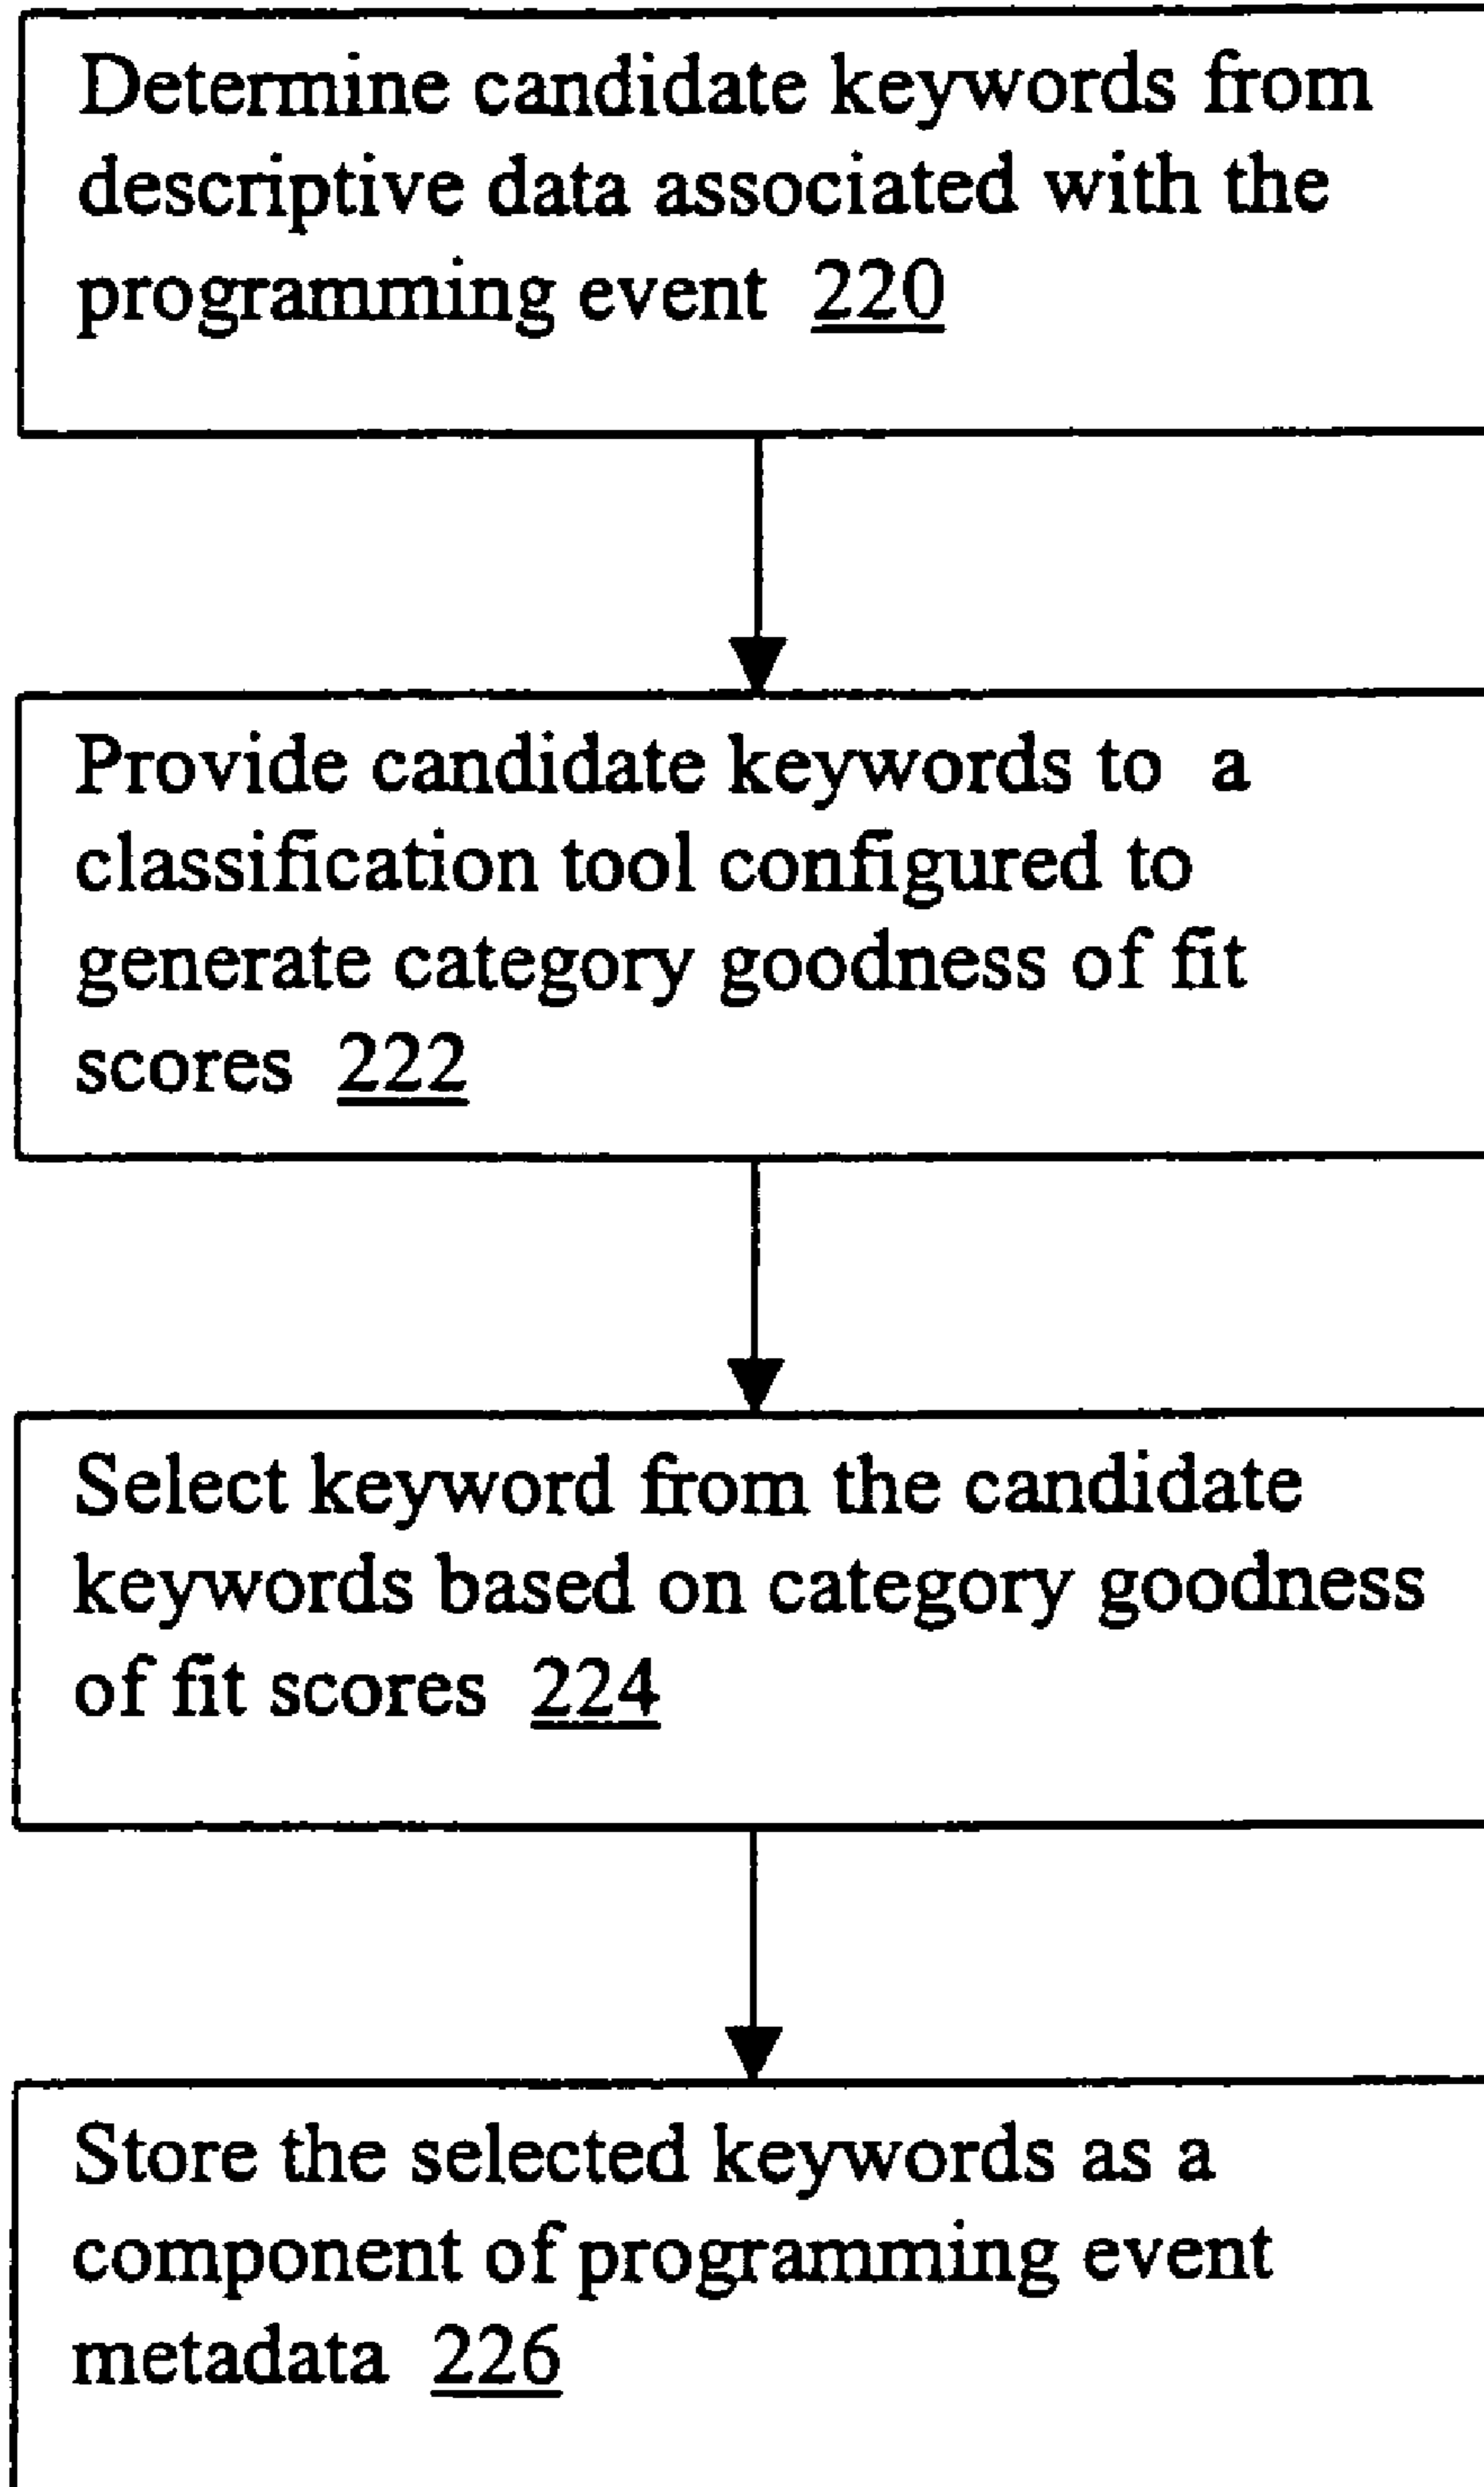 Determine candidate keywords from
descriptive data associated with the
programming event 220
Provide candidate keywords to a
classification tool configured to
generate category goodness of fit
scores 222
Select keyword from the candidate
keywords based on category goodness
of fit scores 224
Store the selected keywords as a
component of programming event
metadata 226